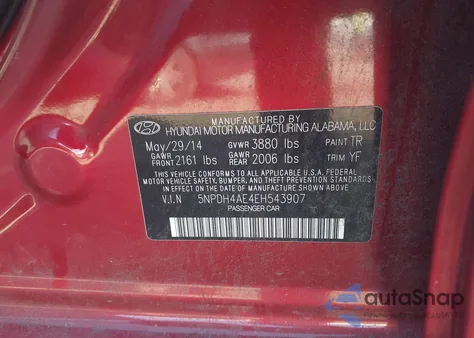 MANUFACTURED BY
HYUNDAI MOTOR MANUFACTURING ALABAMA, LLC
May/29/14 GVWR 3880 lbs PAINT TR
GAWR FRONT 2161 lbs GAWR REAR 2006 lbs TRIM YF
THIS VEHICLE CONFORMS TO ALL APPLICABLE U.S. FEDERAL
MOTOR VEHICLE SAFETY, BUMPER, AND THEFT PREVENTION
STANDARDS IN EFFECT ON THE DATE OF MANUFACTURE SHOWN ABOVE.
V.I.N 5NPDH4AE4EH543907
PASSENGER CAR
autoSnap